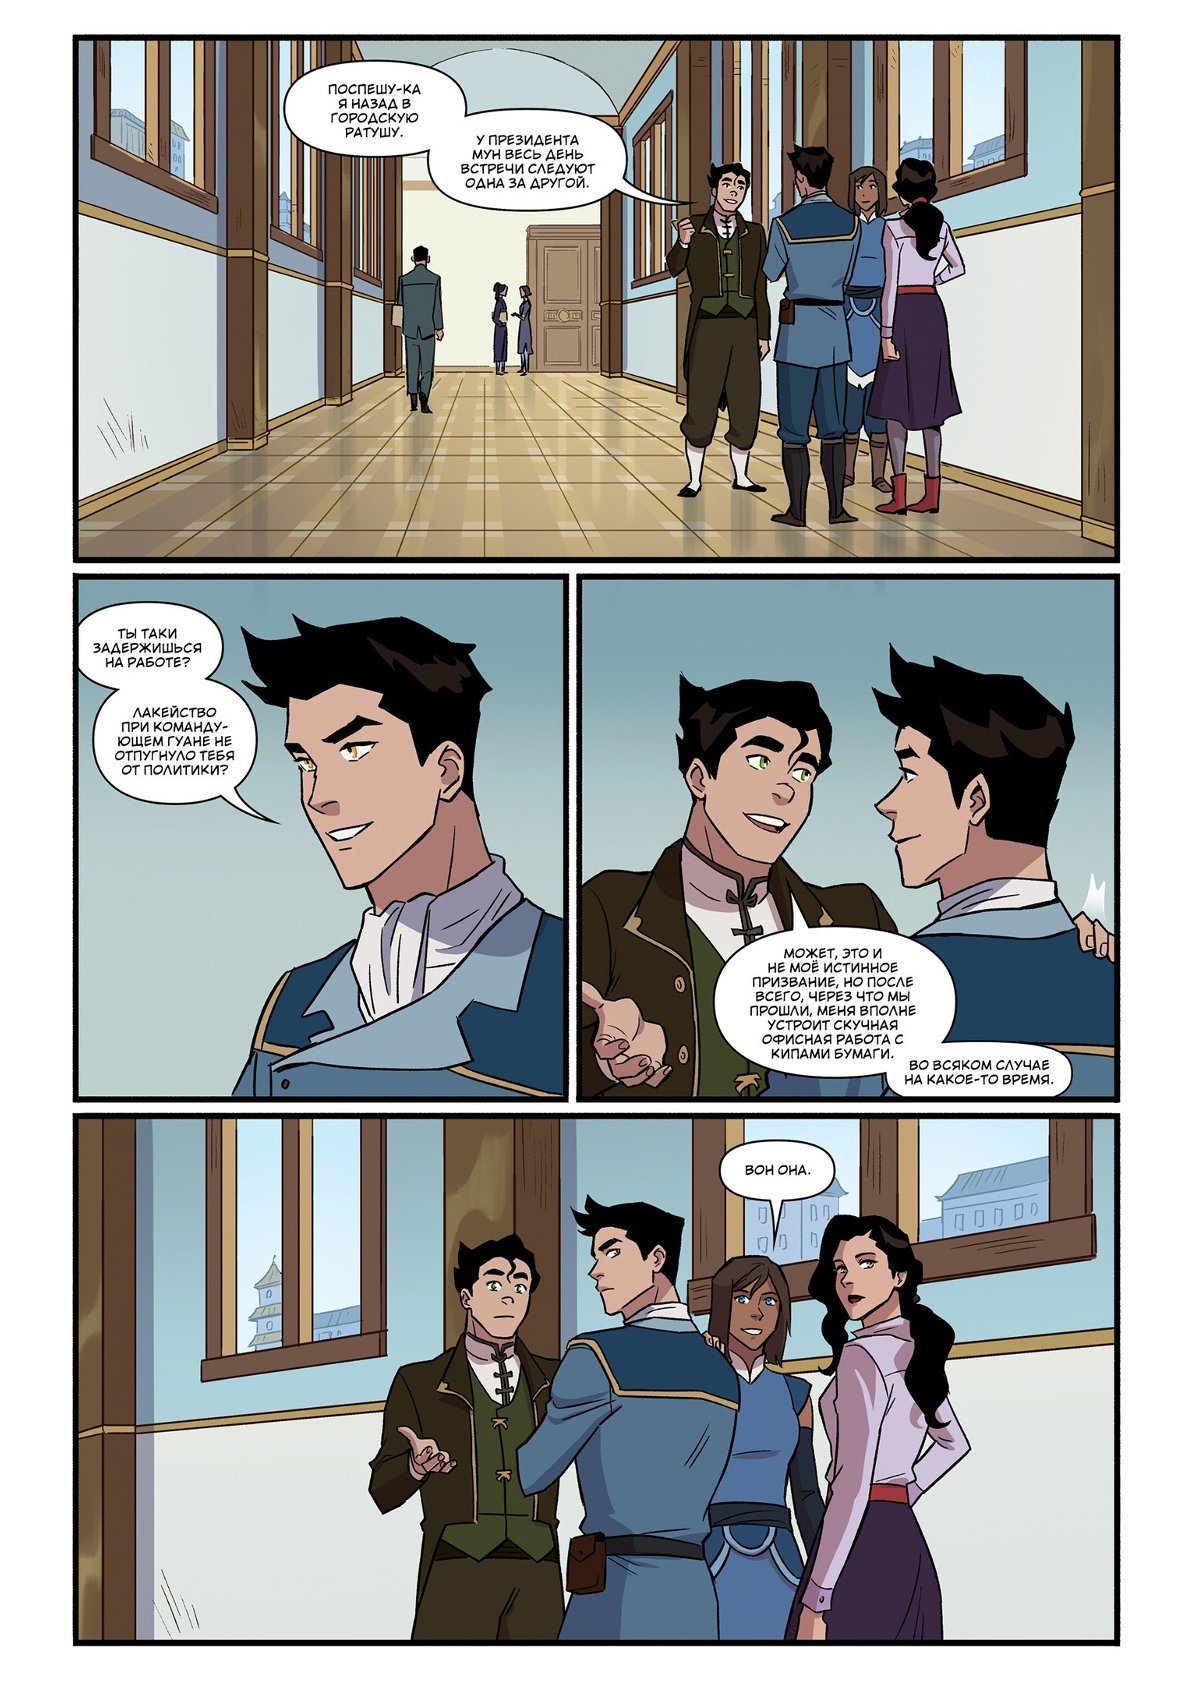 ПОСПЕШУ-КА
Я НАЗАД В
ГОРОДСКУЮ
РАТУШУ.
У ПРЕЗИДЕНТА
МУН ВЕСЬ ДЕНЬ
ВСТРЕЧИ СЛЕДУЮТ
ОДНА ЗА ДРУГОЙ.
ТЫ ТАКИ
ЗАДЕРЖИШЬСЯ
НА РАБОТЕ?
ЛАКЕЙСТВО
ПРИ КОМАНДУ-
ЮЩЕМ ГУАНЕ НЕ
ОТПУГНУЛО ТЕБЯ
ОТ ПОЛИТИКИ?
МОЖЕТ, ЭТО И
НЕ МОЁ ИСТИННОЕ
ПРИЗВАНИЕ, НО ПОСЛЕ
ВСЕГО, ЧЕРЕЗ ЧТО МЫ
ПРОШЛИ, МЕНЯ ВПОЛНЕ
УСТРОИТ СКУЧНАЯ
ОФИСНАЯ РАБОТА С
КИПАМИ БУМАГИ.
ВО ВСЯКОМ СЛУЧАЕ
НА КАКОЕ-ТО ВРЕМЯ.
ВОН ОНА.